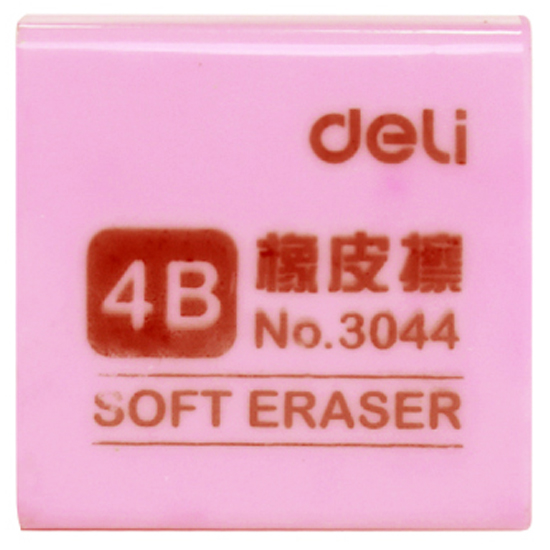 deli
4B 橡皮擦
No.3044
SOFT ERASER